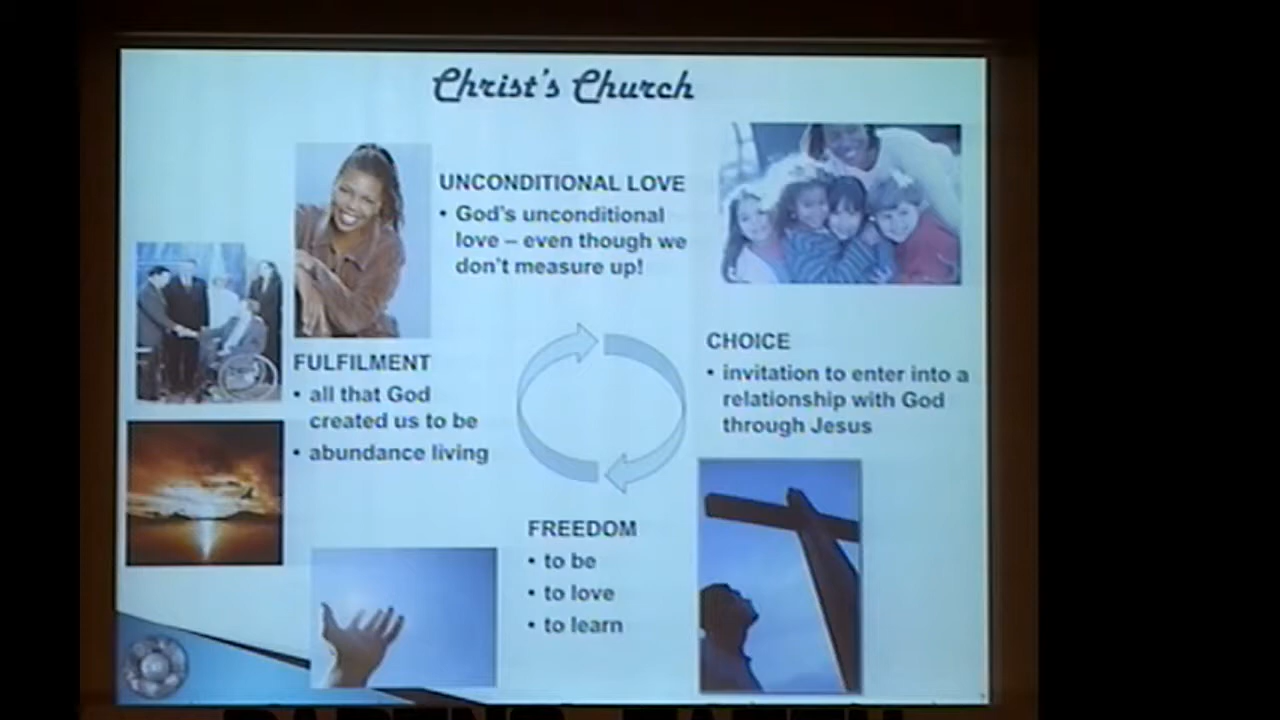 Christ's Church
UNCONDITIONAL LOVE
• God's unconditional
love – even though we
don't measure up!
CHOICE
• invitation to enter into a
relationship with God
through Jesus
FREEDOM
• to be
• to love
• to learn
FULFILMENT
• all that God
created us to be
• abundance living